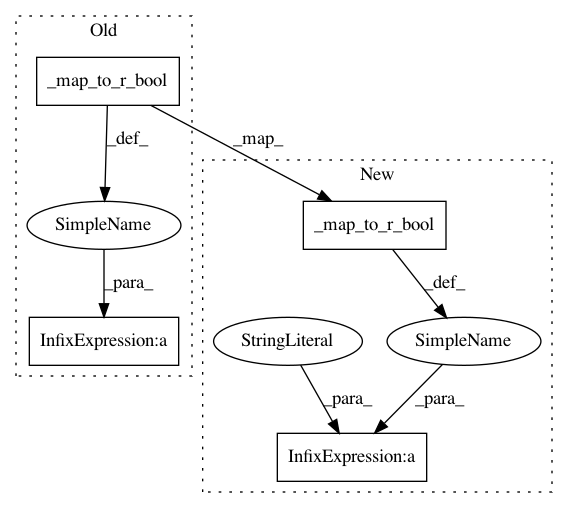 Old
_map_to_r_bool
_def_
_map_
New
SimpleName
_map_to_r_bool
_para_
_def_
InfixExpression:a
StringLiteral
SimpleName
_para_
_para_
InfixExpression:a